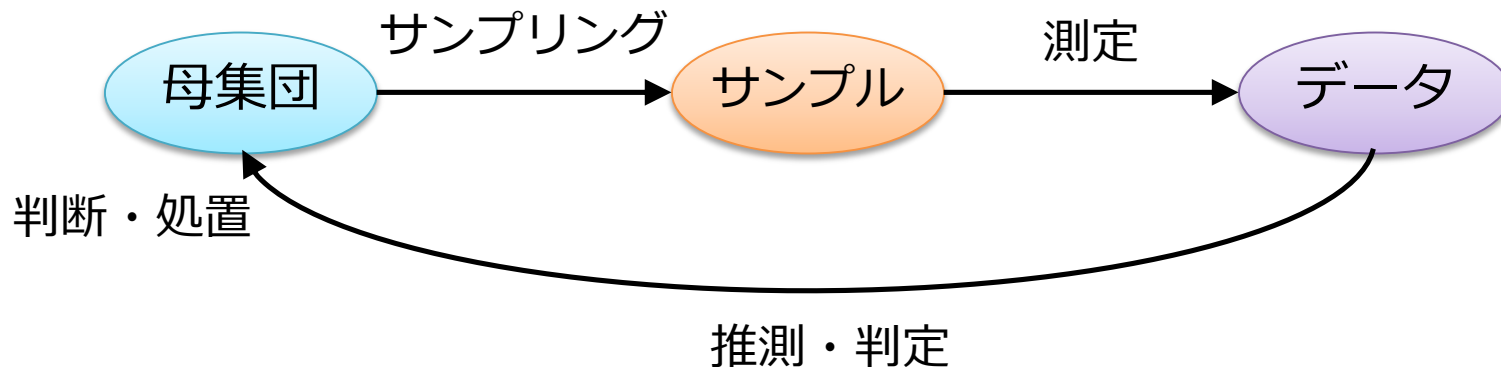 サンプリング
測定
母集団
サンプル
データ
判断・処置
推測・判定